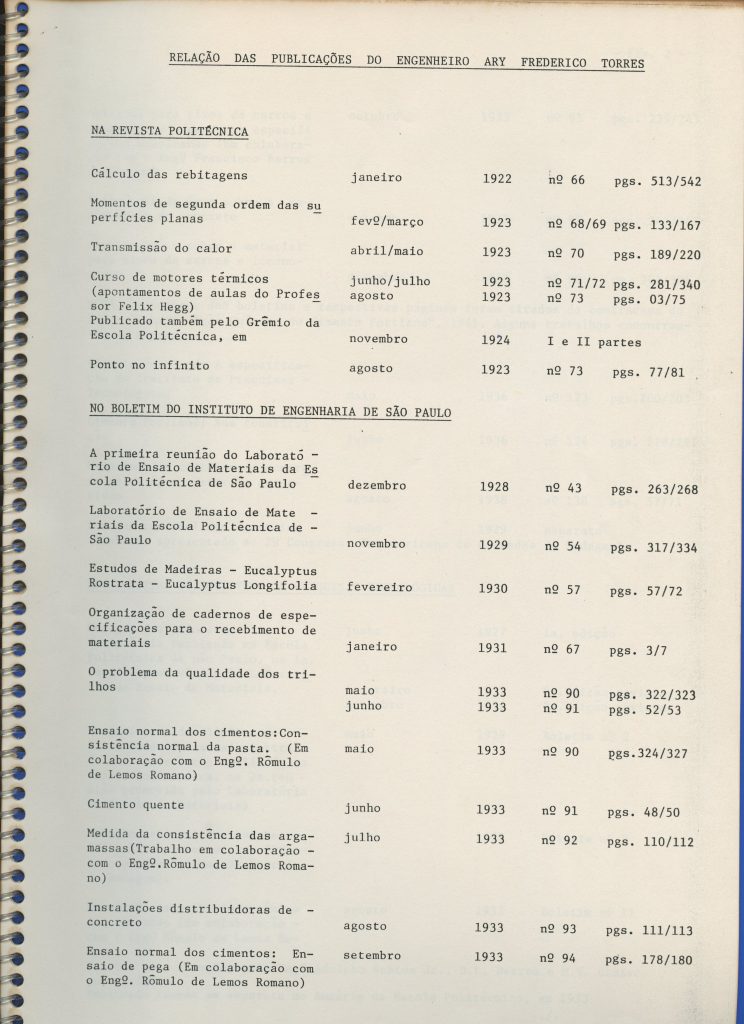 RELAÇÃO DAS PUBLICAÇÕES DO ENGENHEIRO ARY FREDERICO TORRES
NA REVISTA POLITÉCNICA
Cálculo das rebitagens janeiro 1922 nº 66 pgs. 513/542
Momentos de segunda ordem das su
perfícies planas fevº/março 1923 nº 68/69 pgs. 133/167
Transmissão do calor abril/maio 1923 nº 70 pgs. 189/220
Curso de motores térmicos junho/julho 1923 nº 71/72 pgs. 281/340
(apontamentos de aulas do Profes agosto 1923 nº 73 pgs. 03/75
sor Felix Hegg)
Publicado também pelo Grêmio da
Escola Politécnica, em novembro 1924 I e II partes
Ponto no infinito agosto 1923 nº 73 pgs. 77/81
NO BOLETIM DO INSTITUTO DE ENGENHARIA DE SÃO PAULO
A primeira reunião do Laborató -
rio de Ensaio de Materiais da Es
cola Politécnica de São Paulo dezembro 1928 nº 43 pgs. 263/268
Laboratório de Ensaio de Mate -
riais da Escola Politécnica de -
São Paulo novembro 1929 nº 54 pgs. 317/334
Estudos de Madeiras - Eucalyptus
Rostrata - Eucalyptus Longifolia fevereiro 1930 nº 57 pgs. 57/72
Organização de cadernos de espe-
cificações para o recebimento de
materiais janeiro 1931 nº 67 pgs. 3/7
O problema da qualidade dos tri-
lhos maio 1933 nº 90 pgs. 322/323
junho 1933 nº 91 pgs. 52/53
Ensaio normal dos cimentos:Con-
sistência normal da pasta. (Em maio 1933 nº 90 pgs.324/327
colaboração com o Engº. Rômulo
de Lemos Romano)
Cimento quente junho 1933 nº 91 pgs. 48/50
Medida da consistência das arga-
massas(Trabalho em colaboração - julho 1933 nº 92 pgs. 110/112
com o Engº.Rômulo de Lemos Roma-
no)
Instalações distribuidoras de -
concreto agosto 1933 nº 93 pgs. 111/113
Ensaio normal dos cimentos: En-
saio de pega (Em colaboração com setembro 1933 nº 94 pgs. 178/180
o Engº. Rômulo de Lemos Romano)